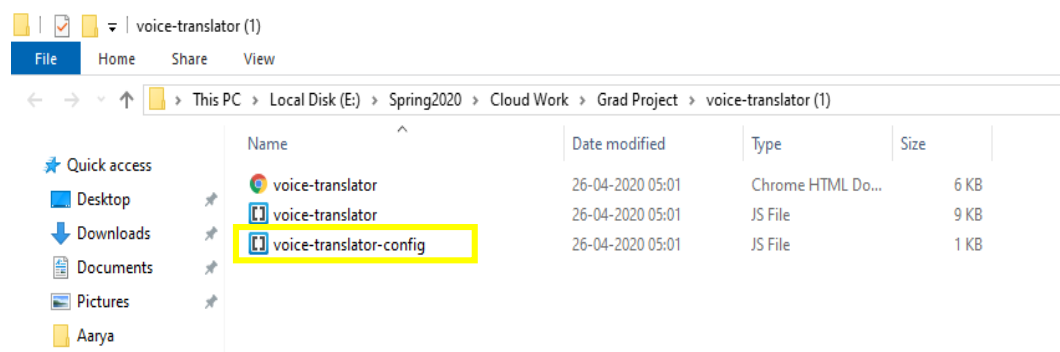 voice-translator (1)
File Home Share View
This PC > Local Disk (E:) > Spring2020 > Cloud Work > Grad Project > voice-translator (1)
Name Date modified Type Size
Quick access
Desktop
Downloads
Documents
Pictures
Aarya
voice-translator 26-04-2020 05:01 Chrome HTML Do... 6 KB
voice-translator 26-04-2020 05:01 JS File 9 KB
voice-translator-config 26-04-2020 05:01 JS File 1 KB